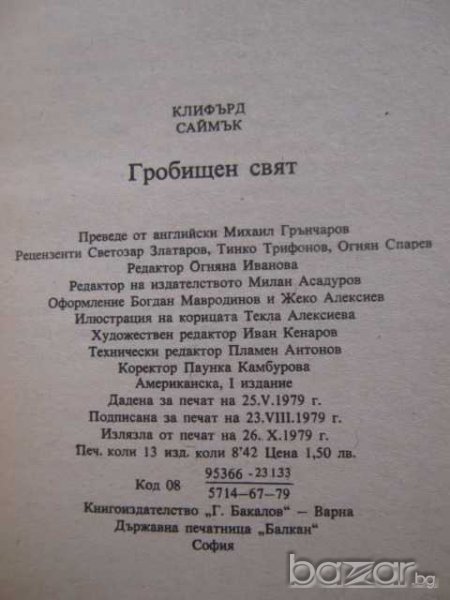 КЛИФЪРД
САЙМЪК
Гробищен свят
Преведе от английски Михаил Грънчаров
Рецензенти Светозар Златаров, Тинко Трифонов, Огнян Спарев
Редактор Огняна Иванова
Редактор на издателството Милан Асадуров
Оформление Богдан Мавродинов и Жеко Алексиев
Илюстрация на корицата Текла Алексиева
Художествен редактор Иван Кенаров
Технически редактор Пламен Антонов
Коректор Паунка Камбурова
Американска, I издание
Дадена за печат на 25.V.1979 г.
Подписана за печат на 23.VIII.1979 г.
Излязла от печат на 26.X.1979 г.
Печ. коли 13 изд. коли 8'42 Цена 1,50 лв.
Код 08 95366-23133
5714-67-79
Книгоиздателство „Г. Бакалов" — Варна
Държавна печатница „Балкан"
София
bazar.bg